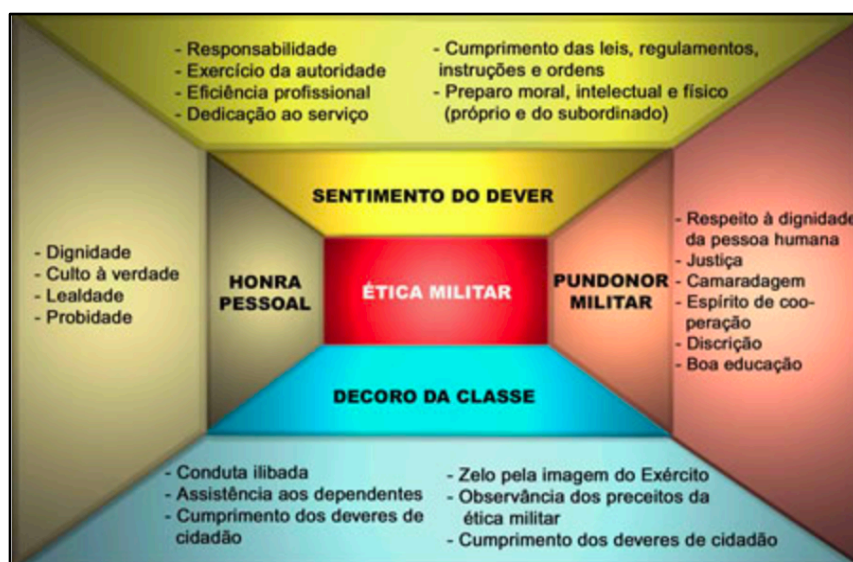 - Responsabilidade
- Exercício da autoridade
- Eficiência profissional
- Dedicação ao serviço
- Cumprimento das leis, regulamentos,
instruções e ordens
- Preparo moral, intelectual e físico
(próprio e do subordinado)
SENTIMENTO DO DEVER
- Dignidade
- Culto à verdade
- Lealdade
- Probidade
HONRA
PESSOAL
ÉTICA MILITAR
PUNDONOR
MILITAR
- Respeito à dignidade
da pessoa humana
- Justiça
- Camaradagem
- Espírito de coo-
peração
- Discrição
- Boa educação
DECORO DA CLASSE
- Conduta ilibada
- Assistência aos dependentes
- Cumprimento dos deveres de
cidadão
- Zelo pela imagem do Exército
- Observância dos preceitos da
ética militar
- Cumprimento dos deveres de cidadão